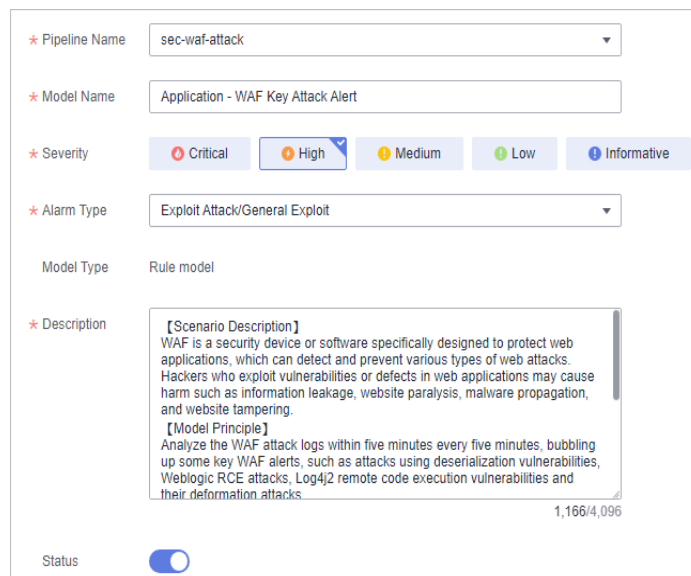 * Pipeline Name sec-waf-attack
* Model Name Application - WAF Key Attack Alert
* Severity Critical High Medium Low Informative
* Alarm Type Exploit Attack/General Exploit
Model Type Rule model
* Description 【Scenario Description】
WAF is a security device or software specifically designed to protect web
applications, which can detect and prevent various types of web attacks.
Hackers who exploit vulnerabilities or defects in web applications may cause
harm such as information leakage, website paralysis, malware propagation,
and website tampering.
【Model Principle】
Analyze the WAF attack logs within five minutes every five minutes, bubbling
up some key WAF alerts, such as attacks using deserialization vulnerabilities,
Weblogic RCE attacks, Log4j2 remote code execution vulnerabilities and
their deformation attacks
1,166/4,096
Status